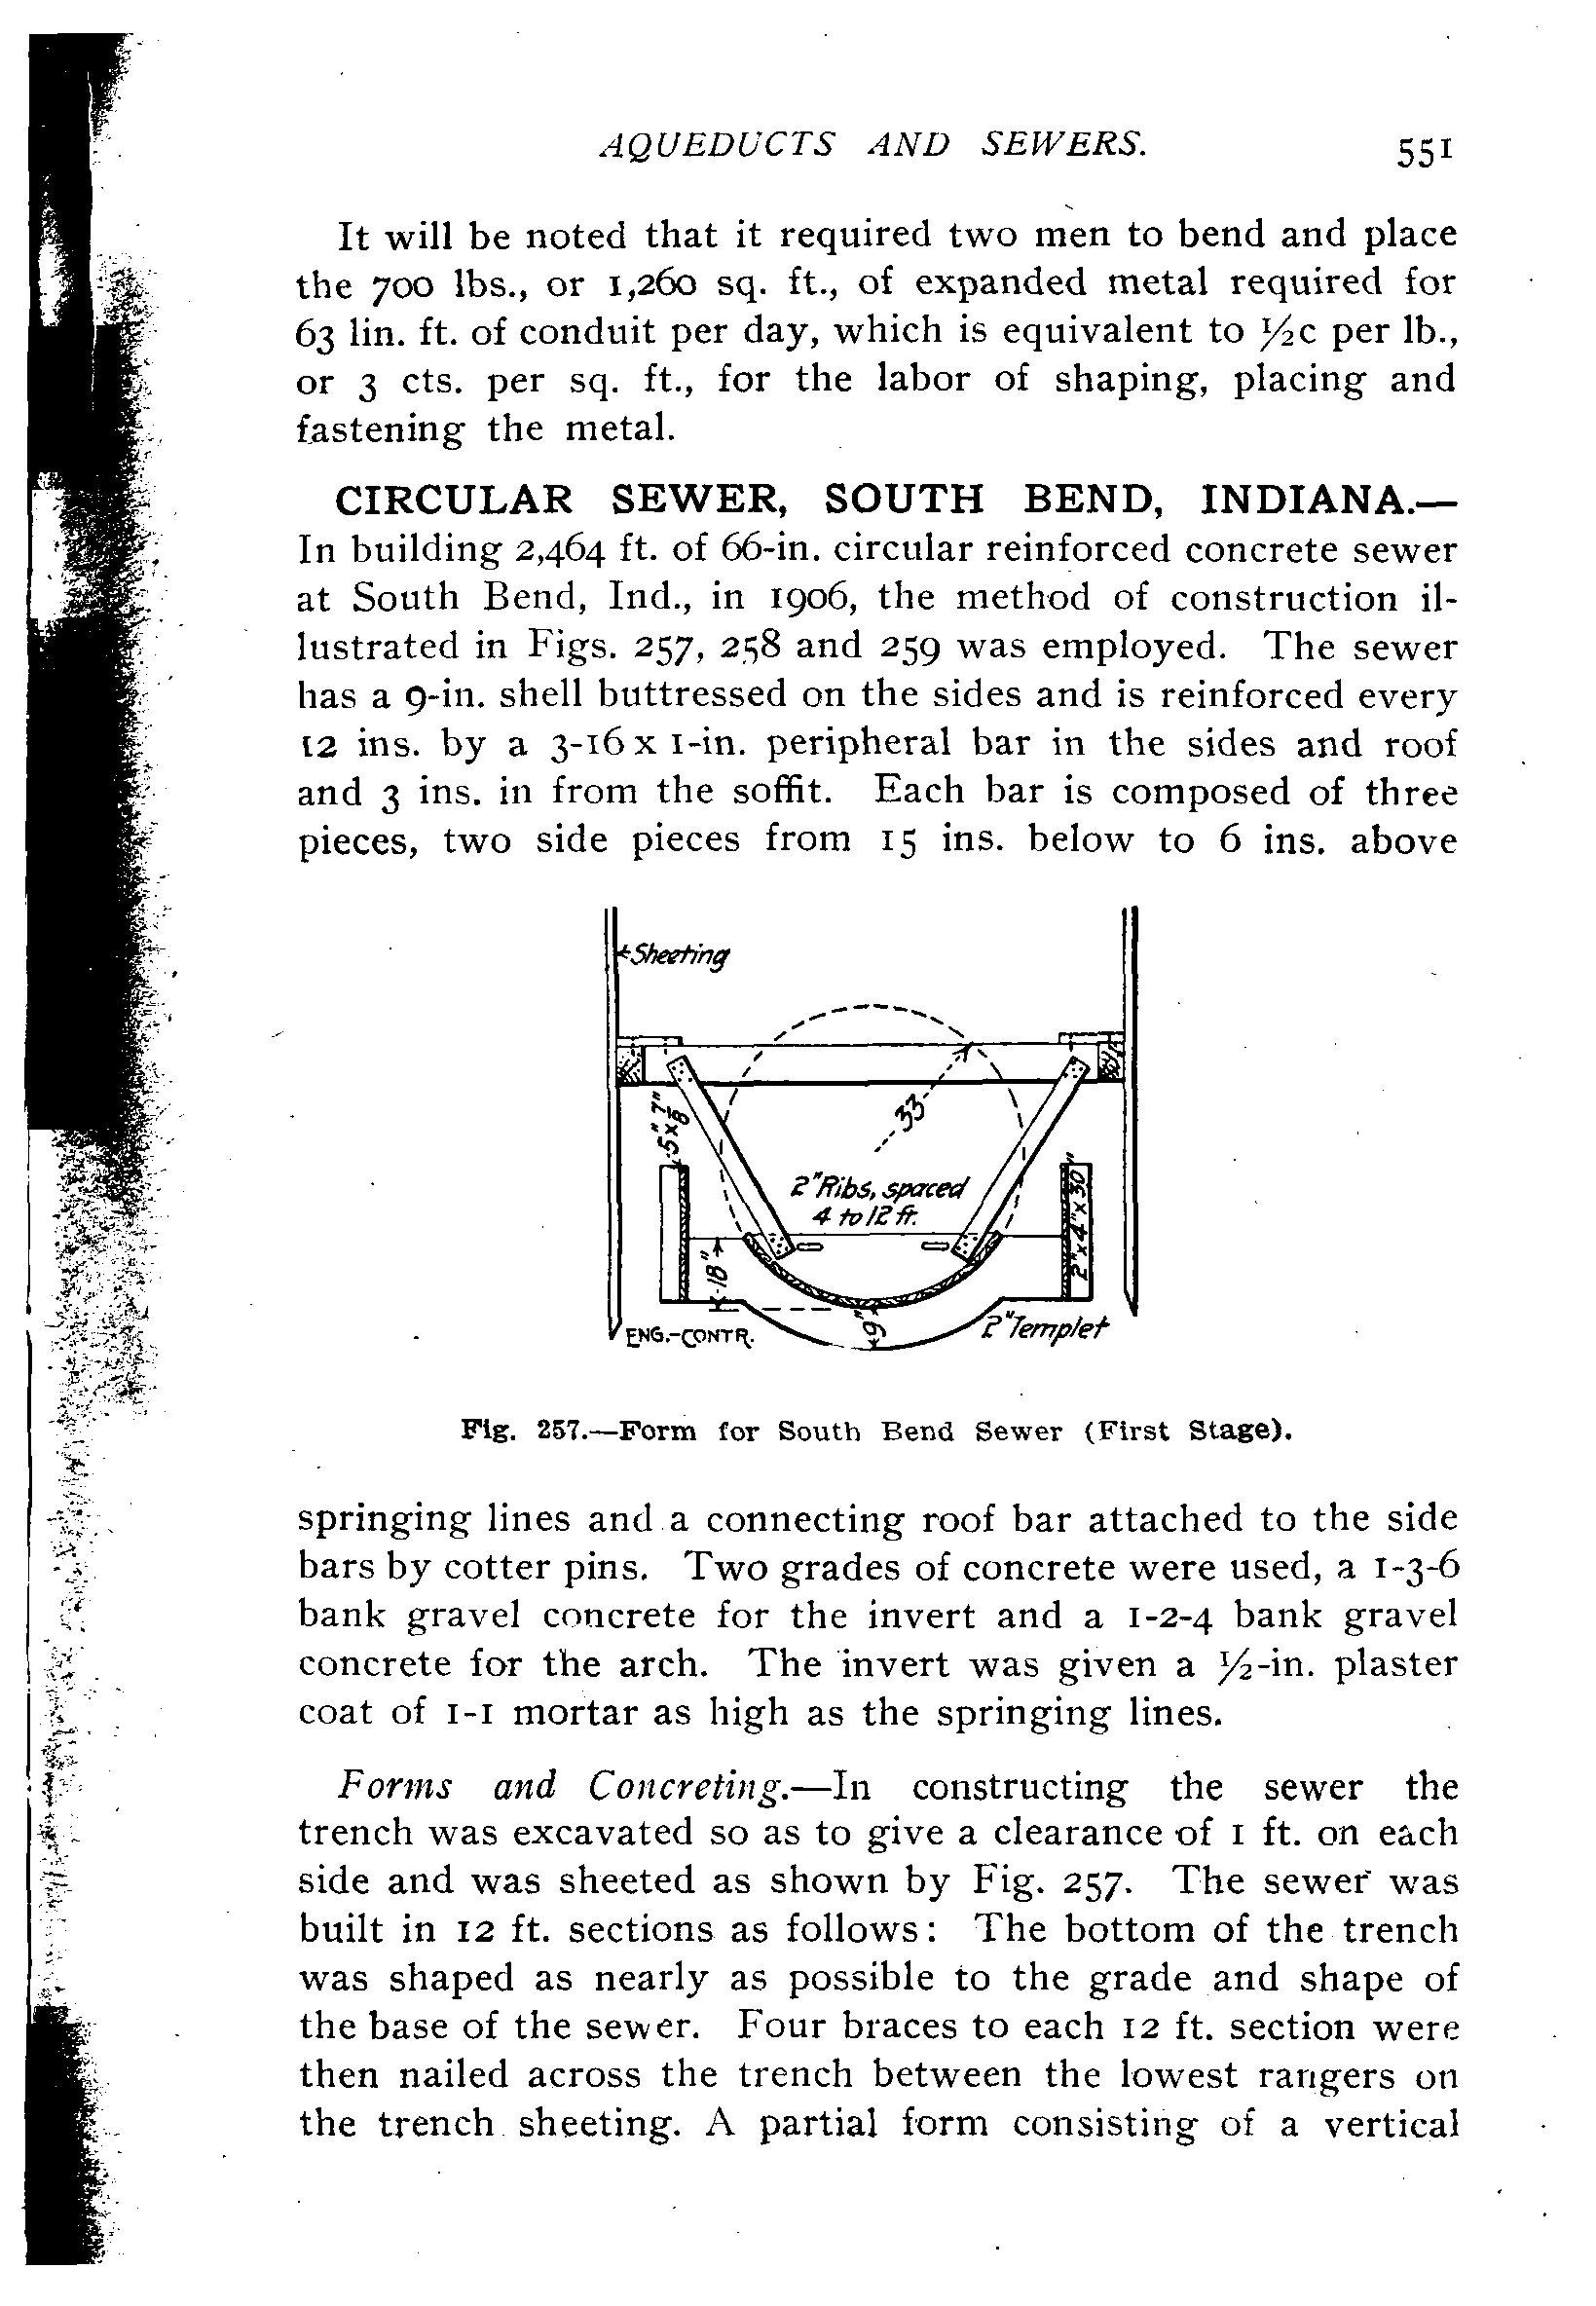 AQUEDUCTS AND SEWERS. 551
It will be noted that it required two men to bend and place
the 700 lbs., or 1,260 sq. ft., of expanded metal required for
63 lin. ft. of conduit per day, which is equivalent to ½c per lb.,
or 3 cts. per sq. ft., for the labor of shaping, placing and
fastening the metal.
CIRCULAR SEWER, SOUTH BEND, INDIANA.—
In building 2,464 ft. of 66-in. circular reinforced concrete sewer
at South Bend, Ind., in 1906, the method of construction il-
lustrated in Figs. 257, 258 and 259 was employed. The sewer
has a 9-in. shell buttressed on the sides and is reinforced every
12 ins. by a 3-16 x 1-in. peripheral bar in the sides and roof
and 3 ins. in from the soffit. Each bar is composed of three
pieces, two side pieces from 15 ins. below to 6 ins. above
Sheeting
33"
5"x7/8"
2"Ribs, spaced
4 to 12 ft.
2"x4"x30"
18"
9"
2"Templet
ENG.-CONTR.
Fig. 257.—Form for South Bend Sewer (First Stage).
springing lines and a connecting roof bar attached to the side
bars by cotter pins. Two grades of concrete were used, a 1-3-6
bank gravel concrete for the invert and a 1-2-4 bank gravel
concrete for the arch. The invert was given a ½-in. plaster
coat of 1-1 mortar as high as the springing lines.
Forms and Concreting.—In constructing the sewer the
trench was excavated so as to give a clearance of 1 ft. on each
side and was sheeted as shown by Fig. 257. The sewer was
built in 12 ft. sections as follows: The bottom of the trench
was shaped as nearly as possible to the grade and shape of
the base of the sewer. Four braces to each 12 ft. section were
then nailed across the trench between the lowest rangers on
the trench sheeting. A partial form consisting of a vertical